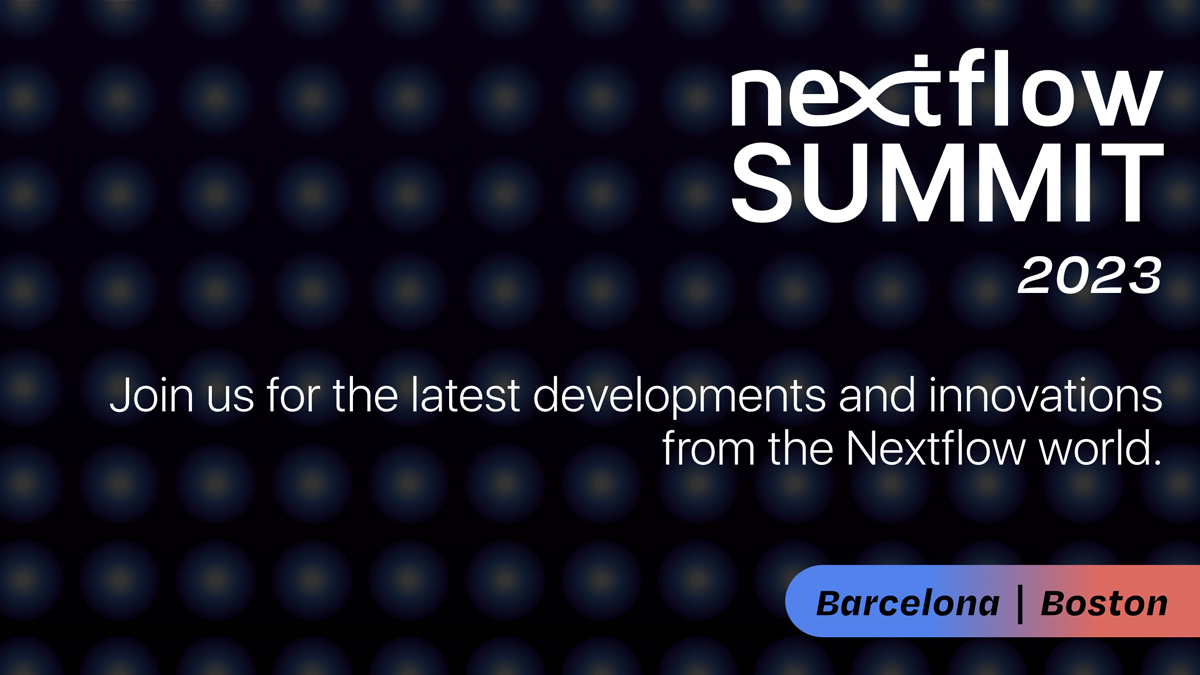 nextflow
SUMMIT
2023
Join us for the latest developments and innovations
from the Nextflow world.
Barcelona | Boston